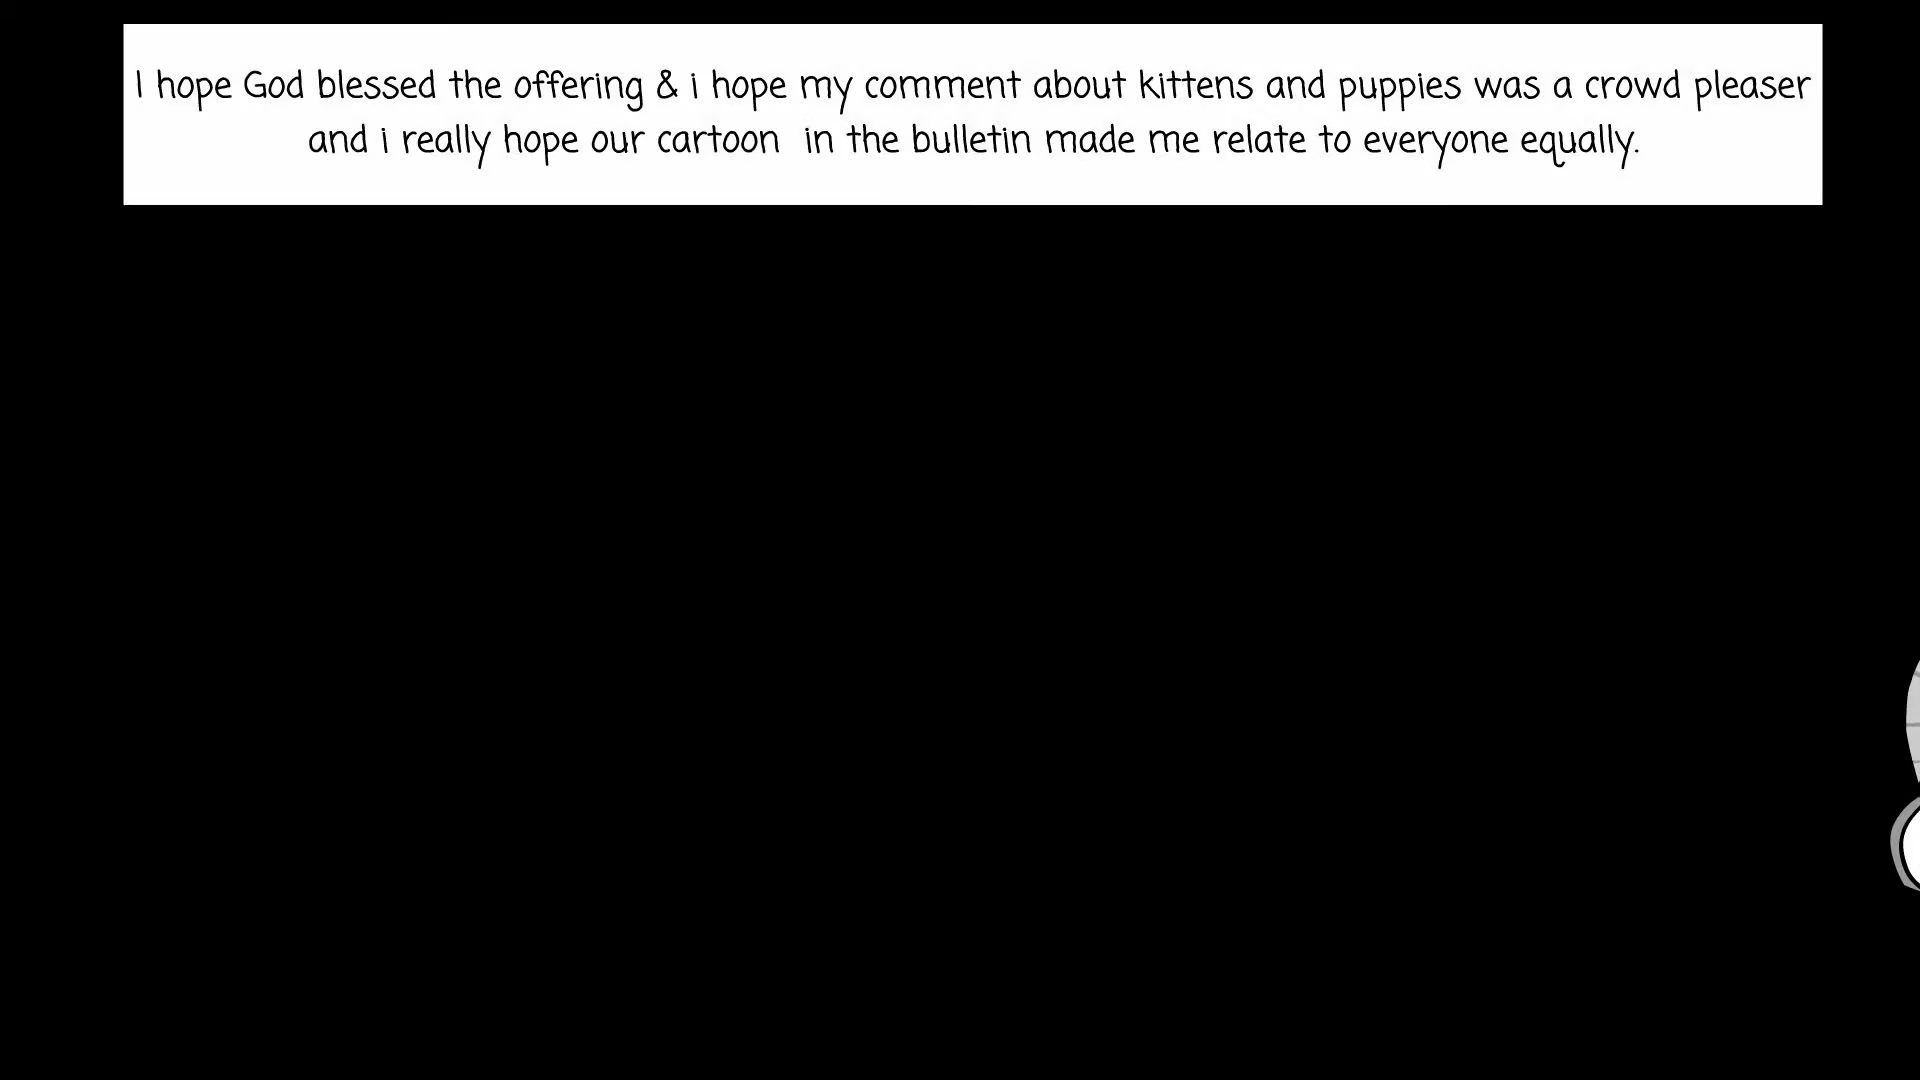 I hope God blessed the offering & i hope my comment about kittens and puppies was a crowd pleaser
and i really hope our cartoon  in the bulletin made me relate to everyone equally.